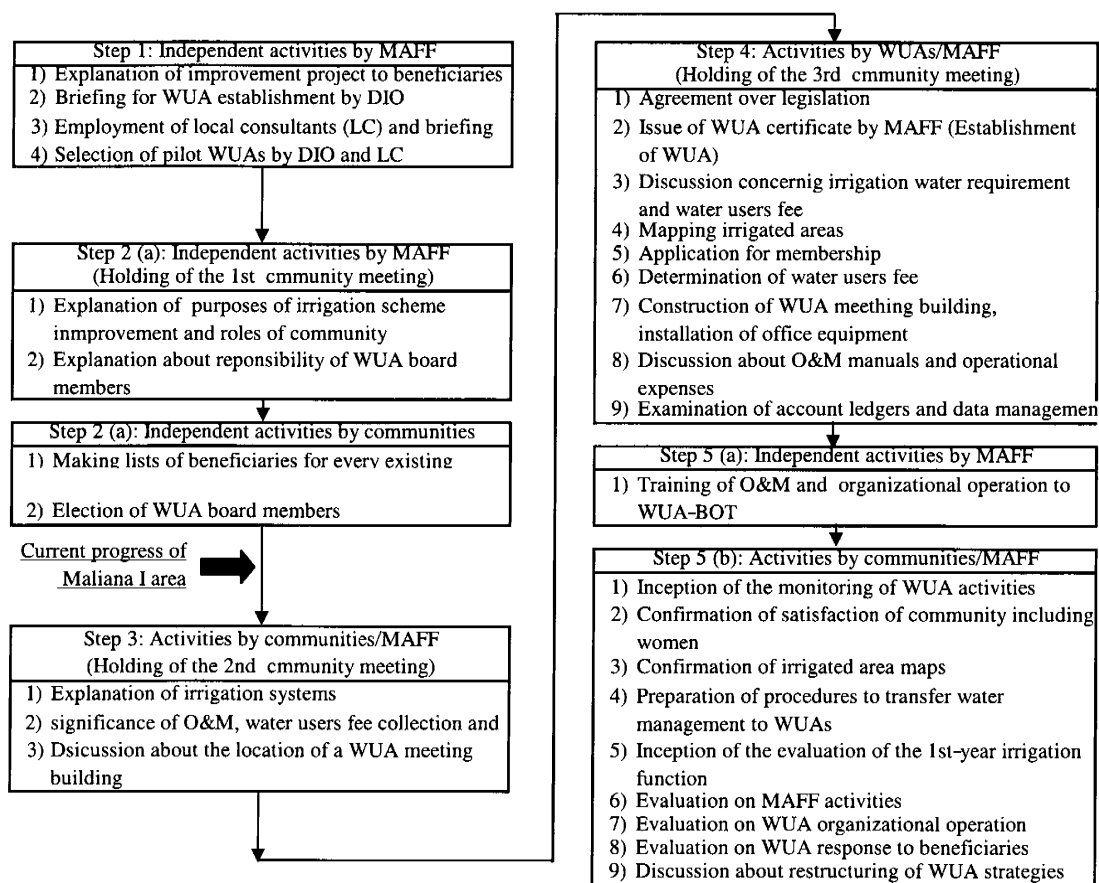 Step 1: Independent activities by MAFF
1) Explanation of improvement project to beneficiaries
2) Briefing for WUA establishment by DIO
3) Employment of local consultants (LC) and briefing
4) Selection of pilot WUAs by DIO and LC
Step 2 (a): Independent activities by MAFF
(Holding of the 1st cmmunity meeting)
1) Explanation of purposes of irrigation scheme
inmprovement and roles of community
2) Explanation about reponsibility of WUA board
members
Step 2 (a): Independent activities by communities
1) Making lists of beneficiaries for every existing
2) Election of WUA board members
Current progress of
Maliana I area
Step 3: Activities by communities/MAFF
(Holding of the 2nd cmmunity meeting)
1) Explanation of irrigation systems
2) significance of O&M, water users fee collection and
3) Dsicussion about the location of a WUA meeting
building
Step 4: Activities by WUAs/MAFF
(Holding of the 3rd cmmunity meeting)
1) Agreement over legislation
2) Issue of WUA certificate by MAFF (Establishment
of WUA)
3) Discussion concernig irrigation water requirement
and water users fee
4) Mapping irrigated areas
5) Application for membership
6) Determination of water users fee
7) Construction of WUA meething building,
installation of office equipment
8) Discussion about O&M manuals and operational
expenses
9) Examination of account ledgers and data managemen
Step 5 (a): Independent activities by MAFF
1) Training of O&M and organizational operation to
WUA-BOT
Step 5 (b): Activities by communities/MAFF
1) Inception of the monitoring of WUA activities
2) Confirmation of satisfaction of community including
women
3) Confirmation of irrigated area maps
4) Preparation of procedures to transfer water
management to WUAs
5) Inception of the evaluation of the 1st-year irrigation
function
6) Evaluation on MAFF activities
7) Evaluation on WUA organizational operation
8) Evaluation on WUA response to beneficiaries
9) Discussion about restructuring of WUA strategies